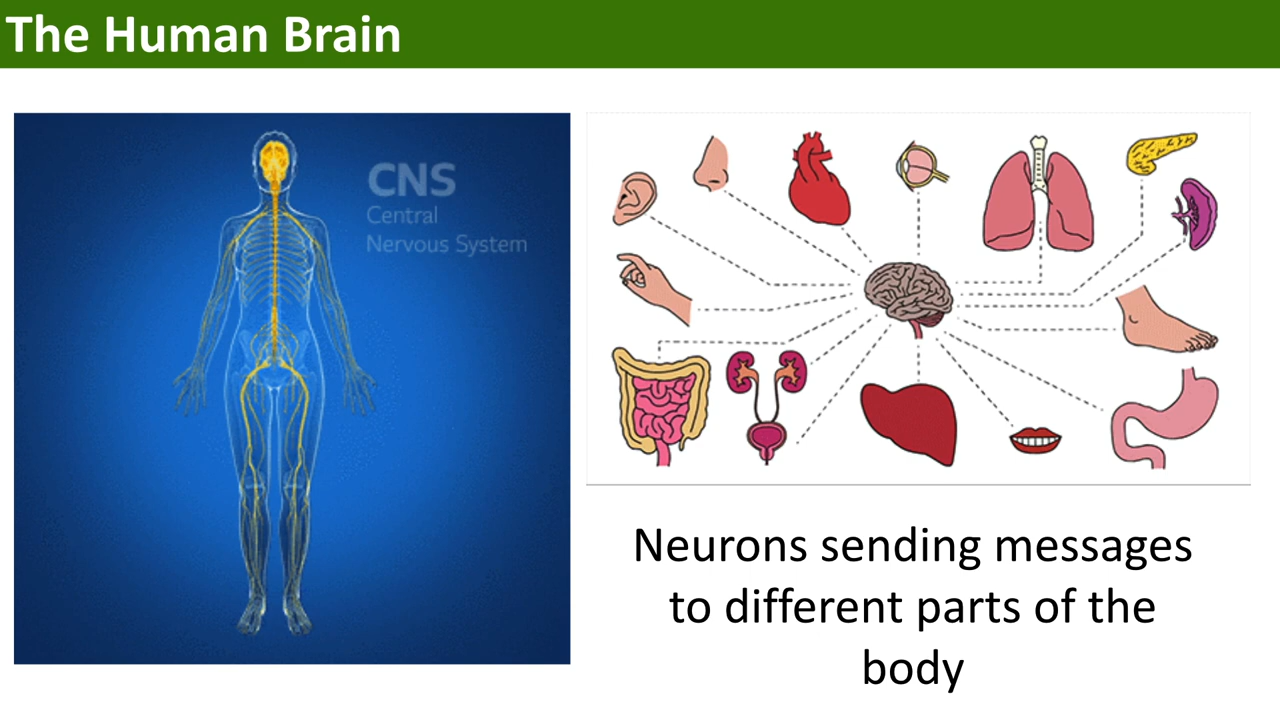 The Human Brain
CNS
Central
Nervous System
Neurons sending messages
to different parts of the
body